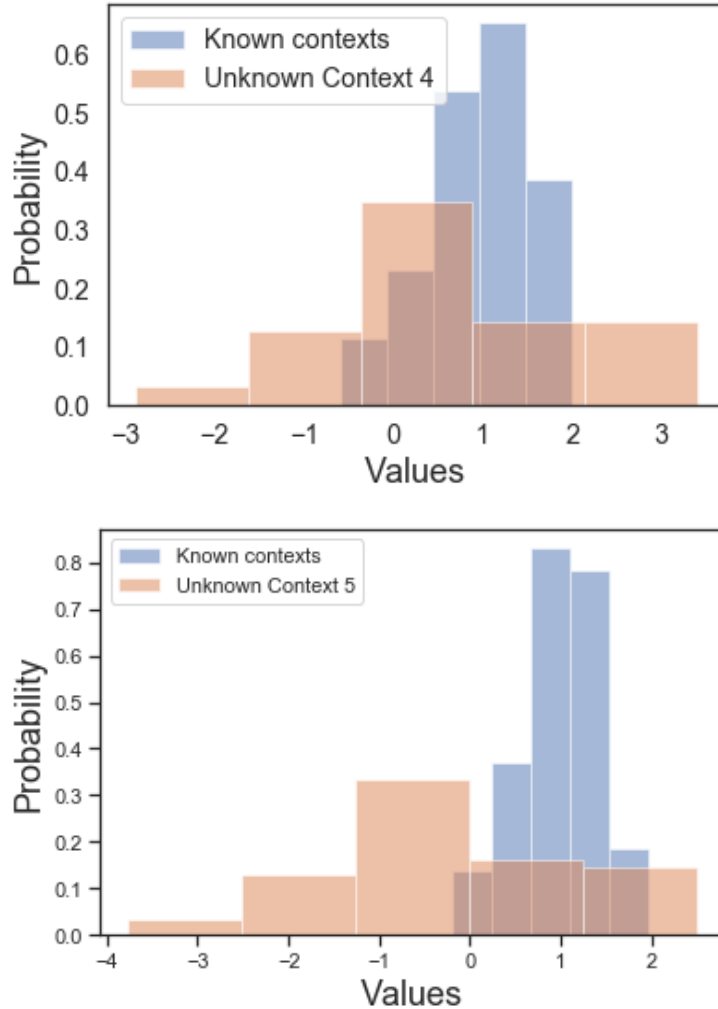 Known contexts
Unknown Context 4
Probability
0.6
0.5
0.4
0.3
0.2
0.1
0.0
−3 −2 −1 0 1 2 3
Values
Known contexts
Unknown Context 5
Probability
0.8
0.7
0.6
0.5
0.4
0.3
0.2
0.1
0.0
−4 −3 −2 −1 0 1 2
Values